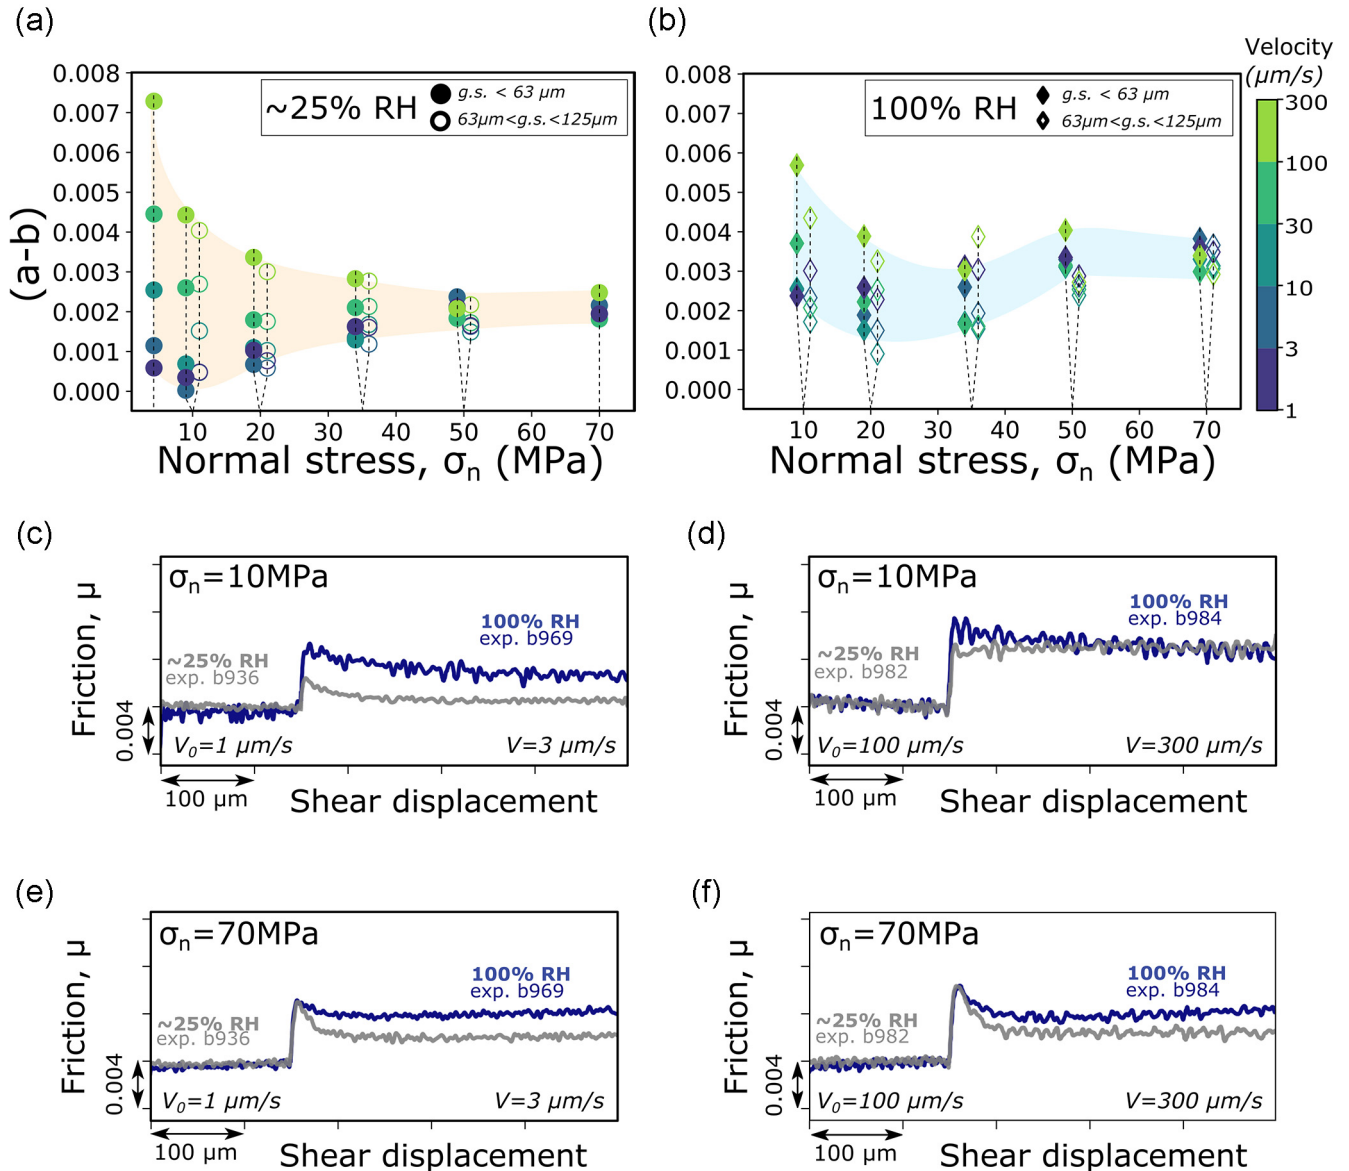 (a)
(b)
Velocity
(μm/s)
0.008
0.007
0.006
0.005
0.004
0.003
0.002
0.001
0.000
(a-b)
~25% RH
g.s. < 63 μm
63μm<g.s.<125μm
10 20 30 40 50 60 70
Normal stress, σn (MPa)
0.008
0.007
0.006
0.005
0.004
0.003
0.002
0.001
0.000
100% RH
g.s. < 63 μm
63μm<g.s.<125μm
10 20 30 40 50 60 70
Normal stress, σn (MPa)
300
100
30
10
3
1
(c)
σn=10MPa
100% RH
exp. b969
~25% RH
exp. b936
Friction, μ
0.004
V0=1 μm/s
V=3 μm/s
100 μm
Shear displacement
(d)
σn=10MPa
100% RH
exp. b984
~25% RH
exp. b982
Friction, μ
0.004
V0=100 μm/s
V=300 μm/s
100 μm
Shear displacement
(e)
σn=70MPa
100% RH
exp. b969
~25% RH
exp. b936
Friction, μ
0.004
V0=1 μm/s
V=3 μm/s
100 μm
Shear displacement
(f)
σn=70MPa
100% RH
exp. b984
~25% RH
exp. b982
Friction, μ
0.004
V0=100 μm/s
V=300 μm/s
100 μm
Shear displacement